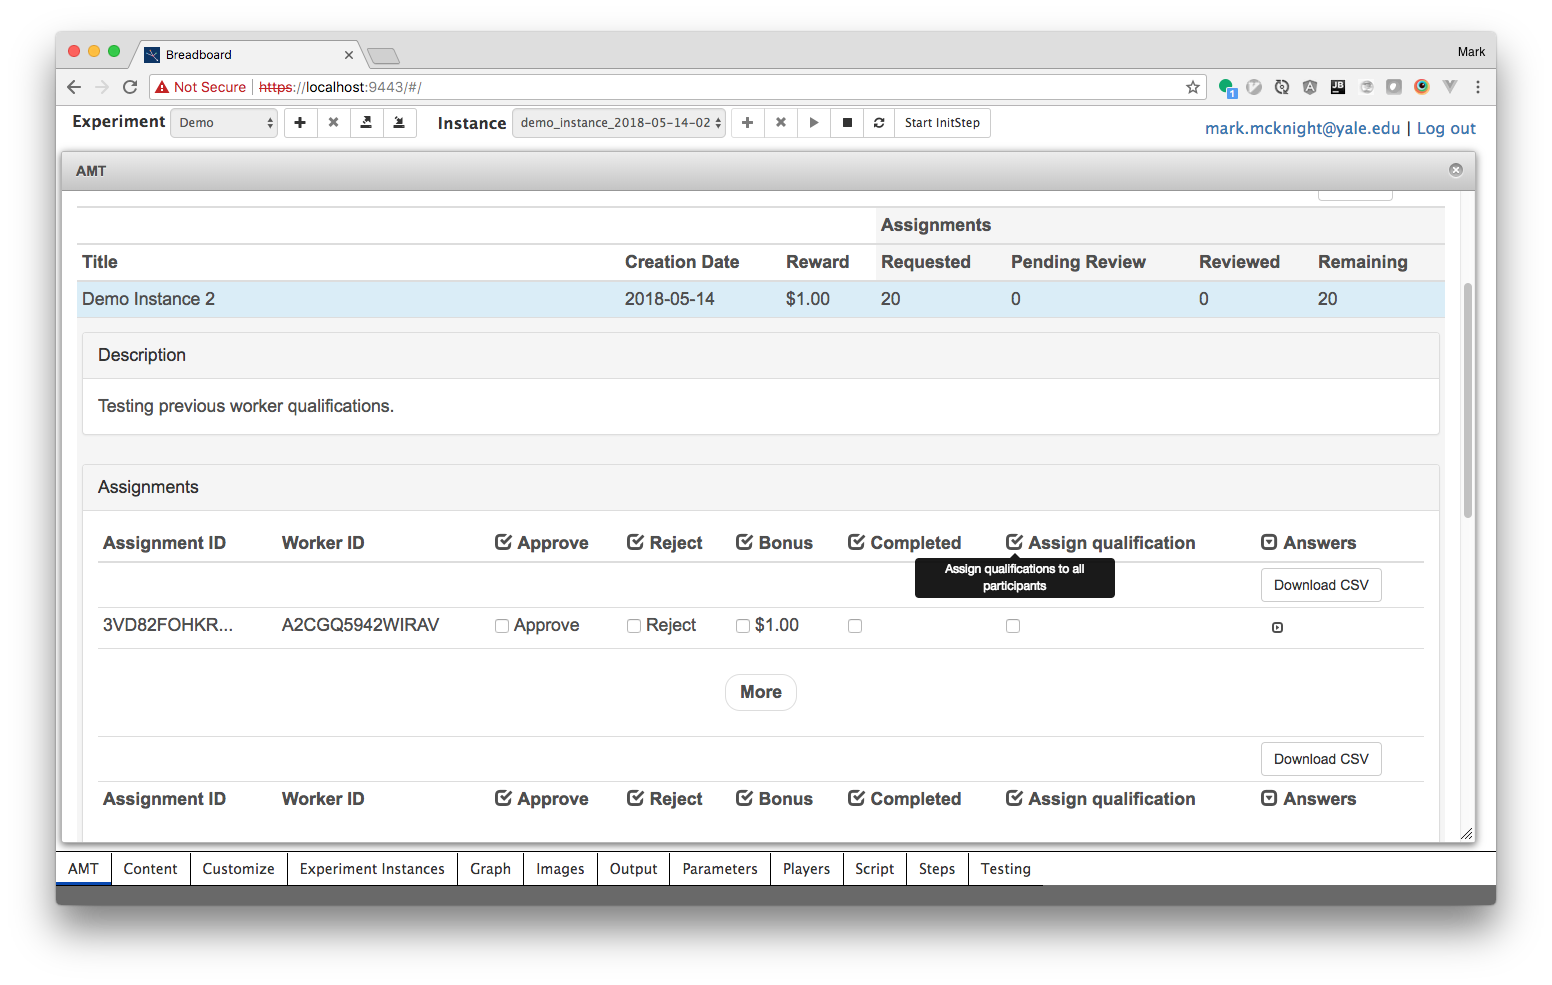 Breadboard
Mark
Not Secure https://localhost:9443/#/
1
JB
Experiment Demo Instance demo_instance_2018-05-14-02 Start InitStep
mark.mcknight@yale.edu | Log out
AMT
Assignments
Title Creation Date Reward Requested Pending Review Reviewed Remaining
Demo Instance 2 2018-05-14 $1.00 20 0 0 20
Description
Testing previous worker qualifications.
Assignments
Assignment ID Worker ID Approve Reject Bonus Completed Assign qualification Answers
Assign qualifications to all
participants
Download CSV
3VD82FOHKR... A2CGQ5942WIRAV Approve Reject $1.00
More
Download CSV
Assignment ID Worker ID Approve Reject Bonus Completed Assign qualification Answers
AMT Content Customize Experiment Instances Graph Images Output Parameters Players Script Steps Testing